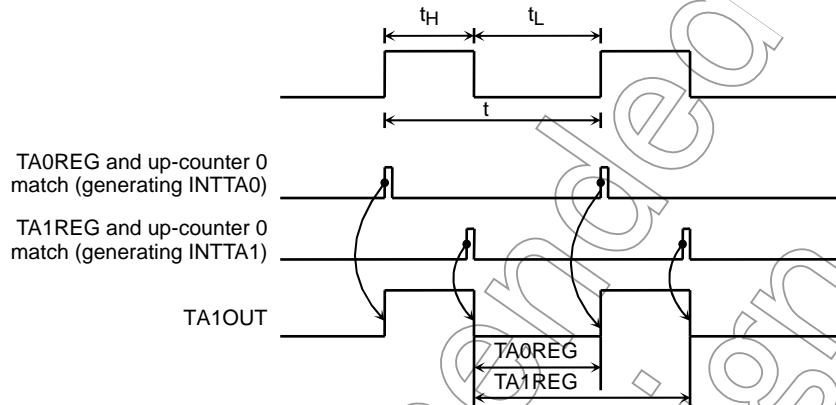 tH
tL
t
TA0REG and up-counter 0
match (generating INTTA0)
TA1REG and up-counter 0
match (generating INTTA1)
TA1OUT
TA0REG
TA1REG